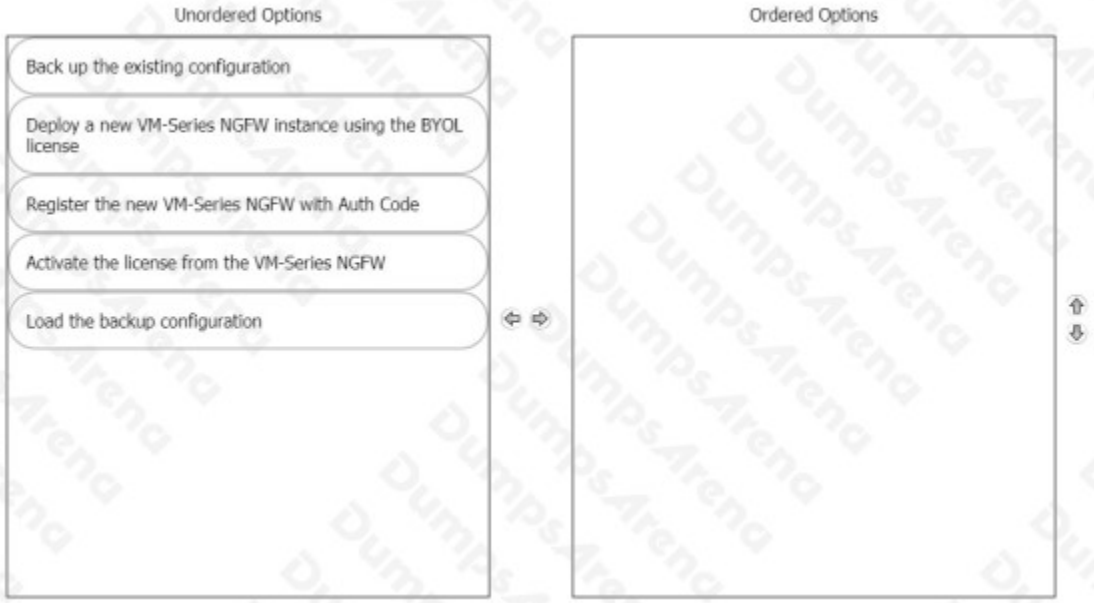 Unordered Options
Ordered Options
Back up the existing configuration
Deploy a new VM-Series NGFW instance using the BYOL
license
Register the new VM-Series NGFW with Auth Code
Activate the license from the VM-Series NGFW
Load the backup configuration
DumpsArena